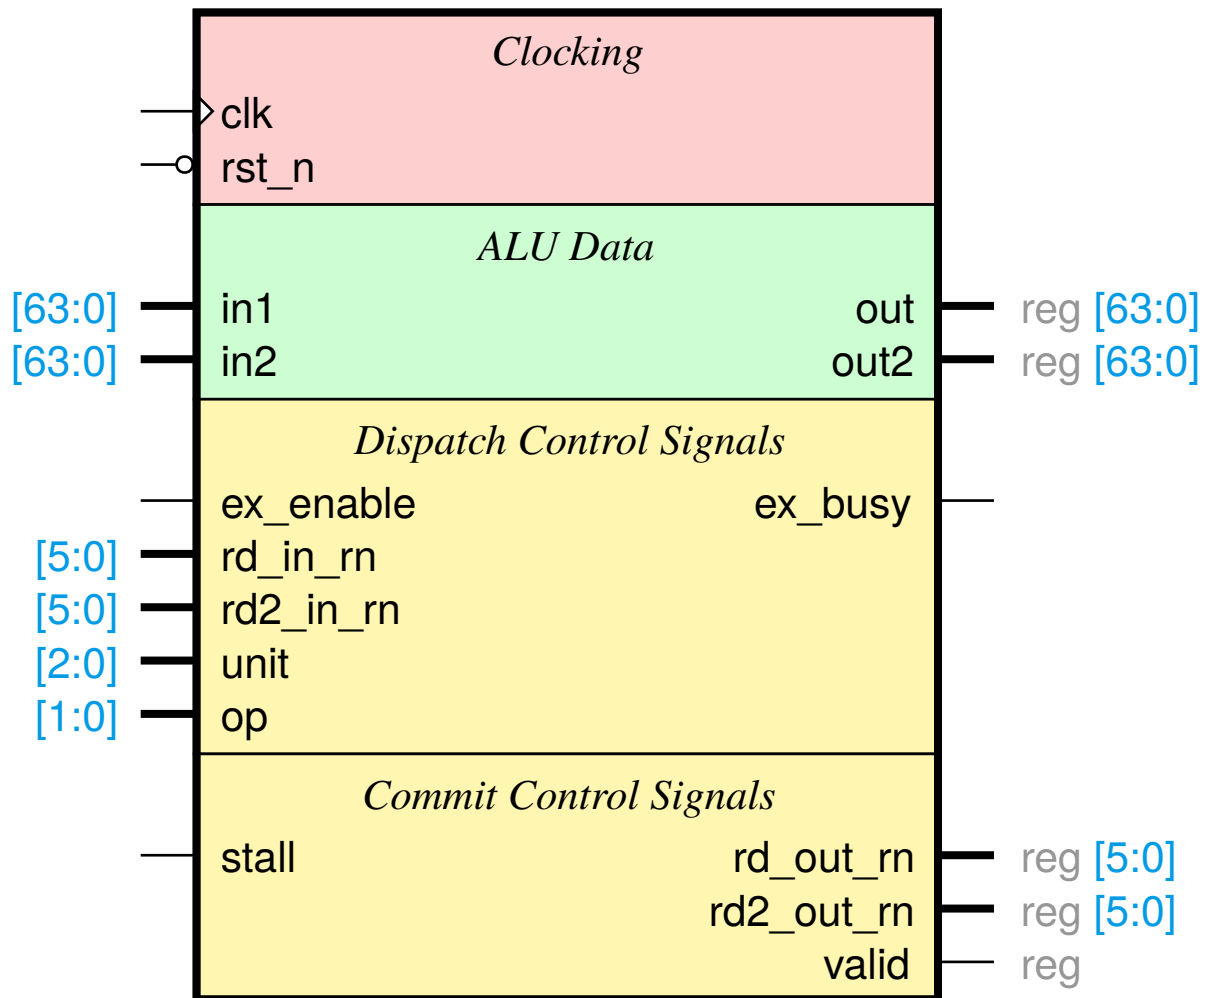 Clocking
clk
rst_n
ALU Data
[63:0] in1 out reg [63:0]
[63:0] in2 out2 reg [63:0]
Dispatch Control Signals
ex_enable ex_busy
[5:0] rd_in_rn
[5:0] rd2_in_rn
[2:0] unit
[1:0] op
Commit Control Signals
stall rd_out_rn reg [5:0]
rd2_out_rn reg [5:0]
valid reg